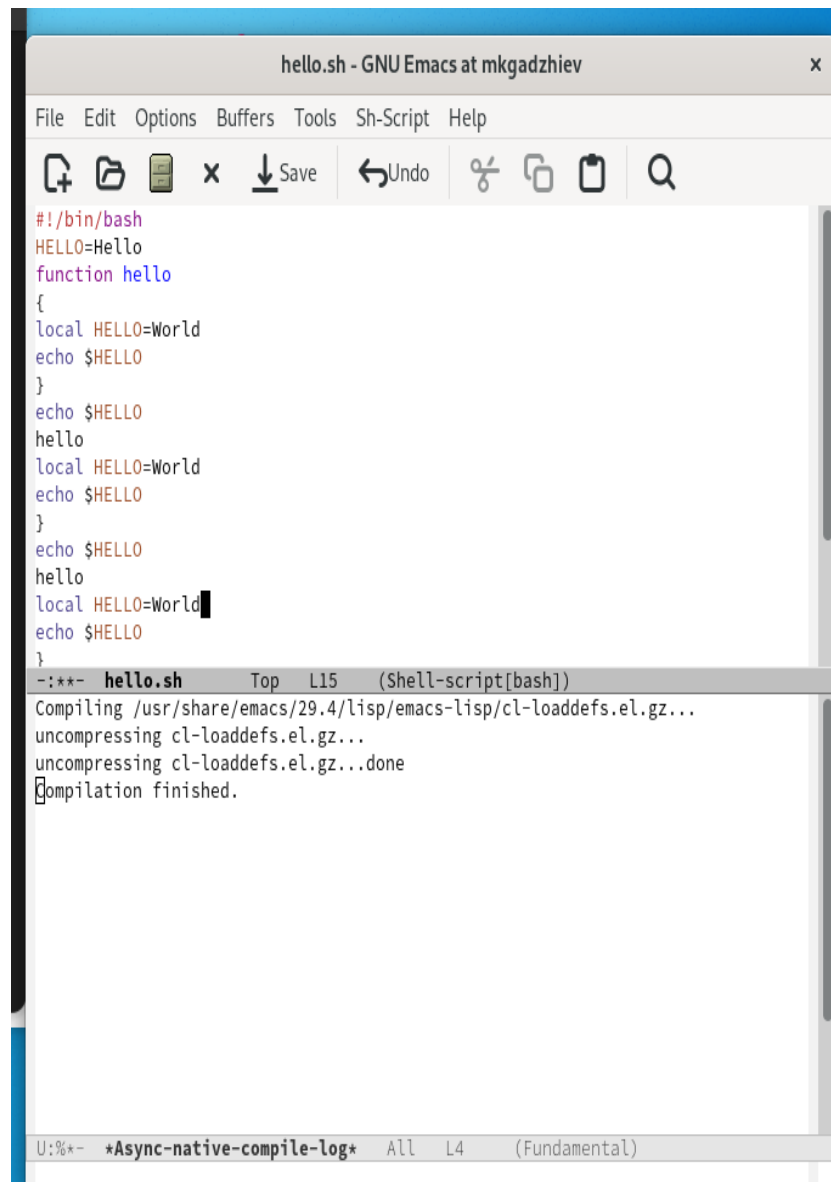 hello.sh - GNU Emacs at mkgadzhiev ×
File Edit Options Buffers Tools Sh-Script Help
Save Undo
#!/bin/bash
HELLO=Hello
function hello
{
local HELLO=World
echo $HELLO
}
echo $HELLO
hello
local HELLO=World
echo $HELLO
}
echo $HELLO
hello
local HELLO=World
echo $HELLO
}
-:**- hello.sh Top L15 (Shell-script[bash])
Compiling /usr/share/emacs/29.4/lisp/emacs-lisp/cl-loaddefs.el.gz...
uncompressing cl-loaddefs.el.gz...
uncompressing cl-loaddefs.el.gz...done
Compilation finished.
U:%*- *Async-native-compile-log* All L4 (Fundamental)